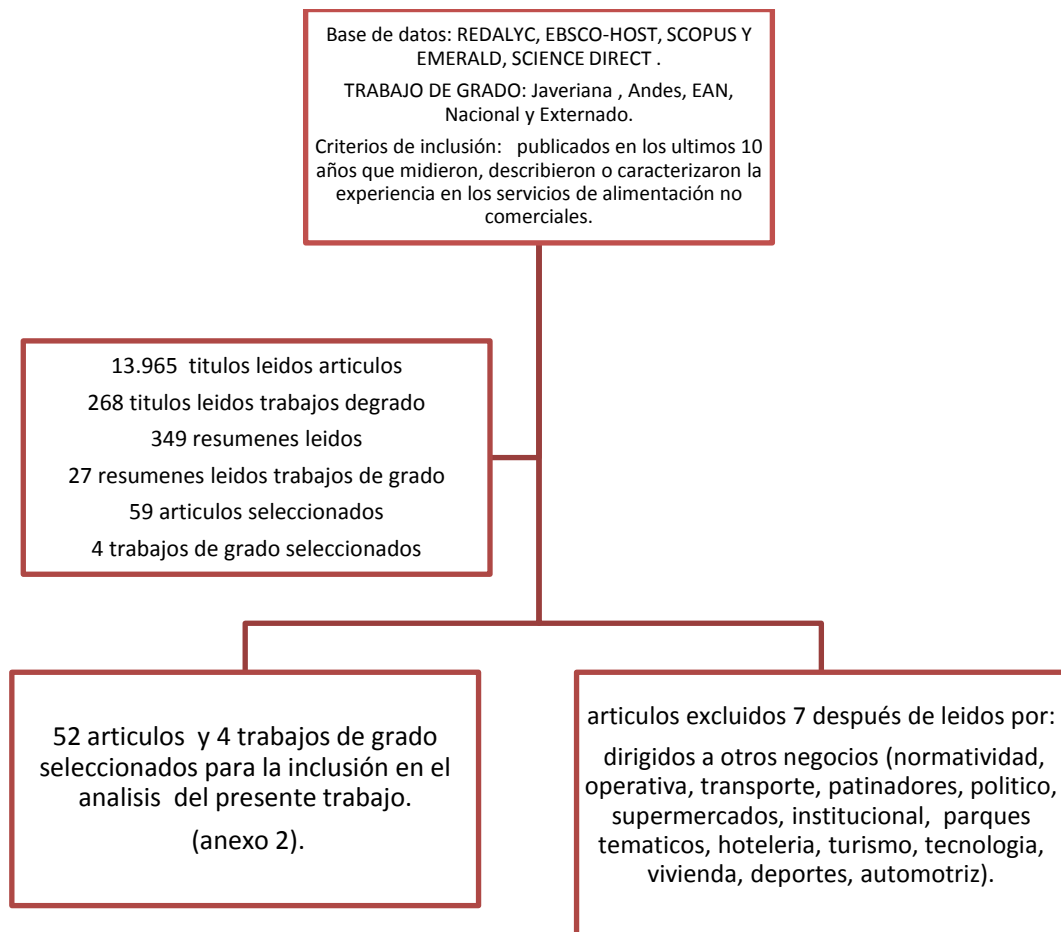 Base de datos: REDALYC, EBSCO-HOST, SCOPUS Y
EMERALD, SCIENCE DIRECT .
TRABAJO DE GRADO: Javeriana , Andes, EAN,
Nacional y Externado.
Criterios de inclusión: publicados en los ultimos 10
años que midieron, describieron o caracterizaron la
experiencia en los servicios de alimentación no
comerciales.
13.965 titulos leidos articulos
268 titulos leidos trabajos degrado
349 resumenes leidos
27 resumenes leidos trabajos de grado
59 articulos seleccionados
4 trabajos de grado seleccionados
52 articulos y 4 trabajos de grado
seleccionados para la inclusión en el
analisis del presente trabajo.
(anexo 2).
articulos excluidos 7 después de leidos por:
dirigidos a otros negocios (normatividad,
operativa, transporte, patinadores, politico,
supermercados, institucional, parques
tematicos, hoteleria, turismo, tecnologia,
vivienda, deportes, automotriz).